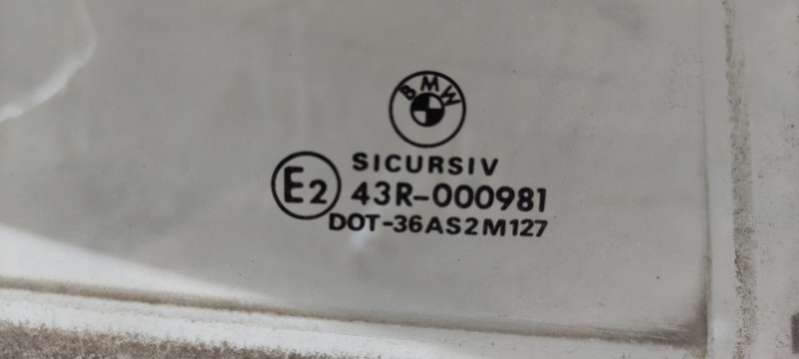 BMW
SICURSIV
E2 43R-000981
DOT-36AS2M127